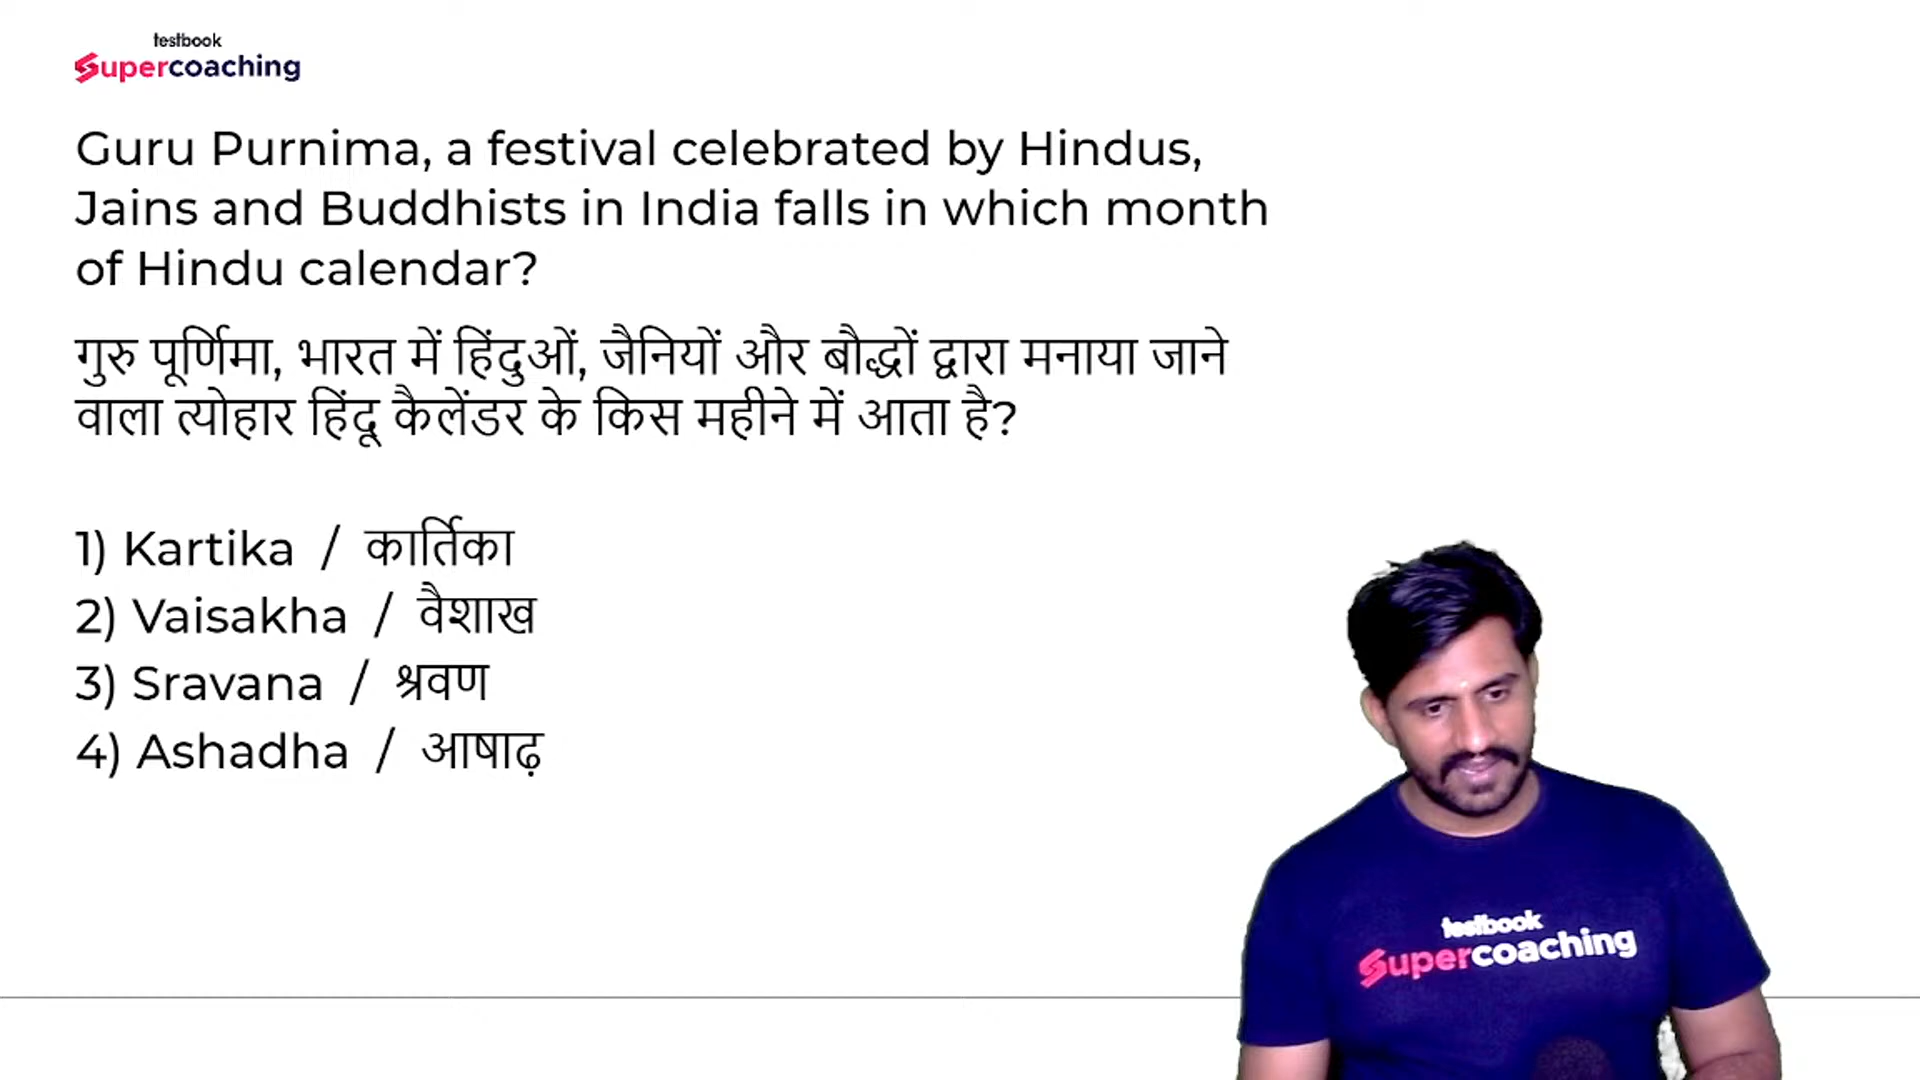 testbook
Supercoaching
Guru Purnima, a festival celebrated by Hindus,
Jains and Buddhists in India falls in which month
of Hindu calendar?
गुरु पूर्णिमा, भारत में हिंदुओं, जैनियों और बौद्धों द्वारा मनाया जाने
वाला त्योहार हिंदू कैलेंडर के किस महीने में आता है?
1) Kartika / कार्तिका
2) Vaisakha / वैशाख
3) Sravana / श्रवण
4) Ashadha / आषाढ़
testbook
Supercoaching